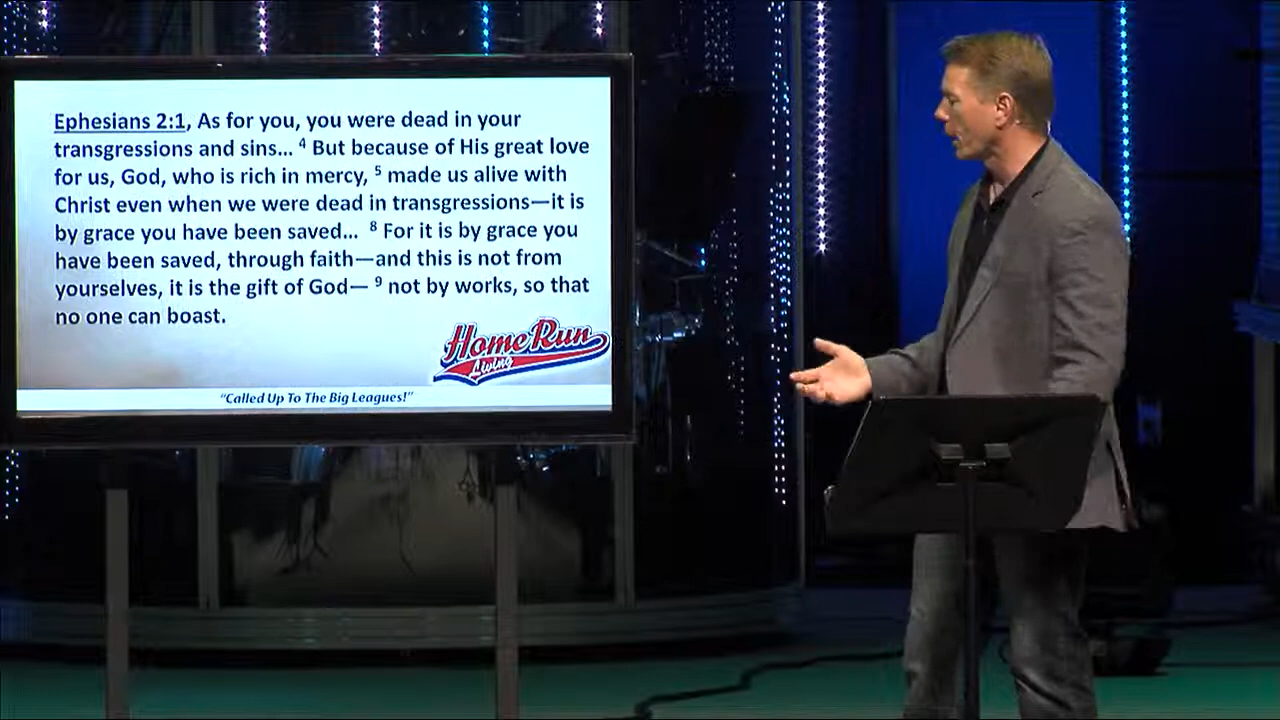 Ephesians 2:1, As for you, you were dead in your
transgressions and sins... ⁴ But because of His great love
for us, God, who is rich in mercy, ⁵ made us alive with
Christ even when we were dead in transgressions—it is
by grace you have been saved... ⁸ For it is by grace you
have been saved, through faith—and this is not from
yourselves, it is the gift of God— ⁹ not by works, so that
no one can boast.
Home Run
Living
“Called Up To The Big Leagues!”